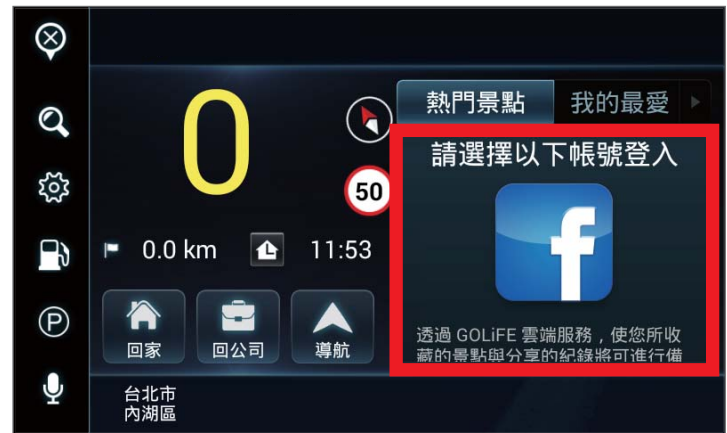 熱門景點 我的最愛
0
請選擇以下帳號登入
50
f
0.0 km 11:53
透過 GOLiFE 雲端服務，使您所收
藏的景點與分享的紀錄將可進行備
回家 回公司 導航
P
台北市
內湖區